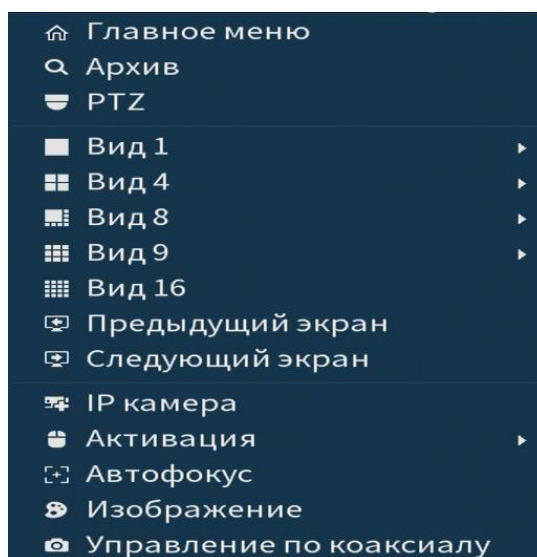 Главное меню
Архив
PTZ
Вид 1
Вид 4
Вид 8
Вид 9
Вид 16
Предыдущий экран
Следующий экран
IP камера
Активация
Автофокус
Изображение
Управление по коаксиалу